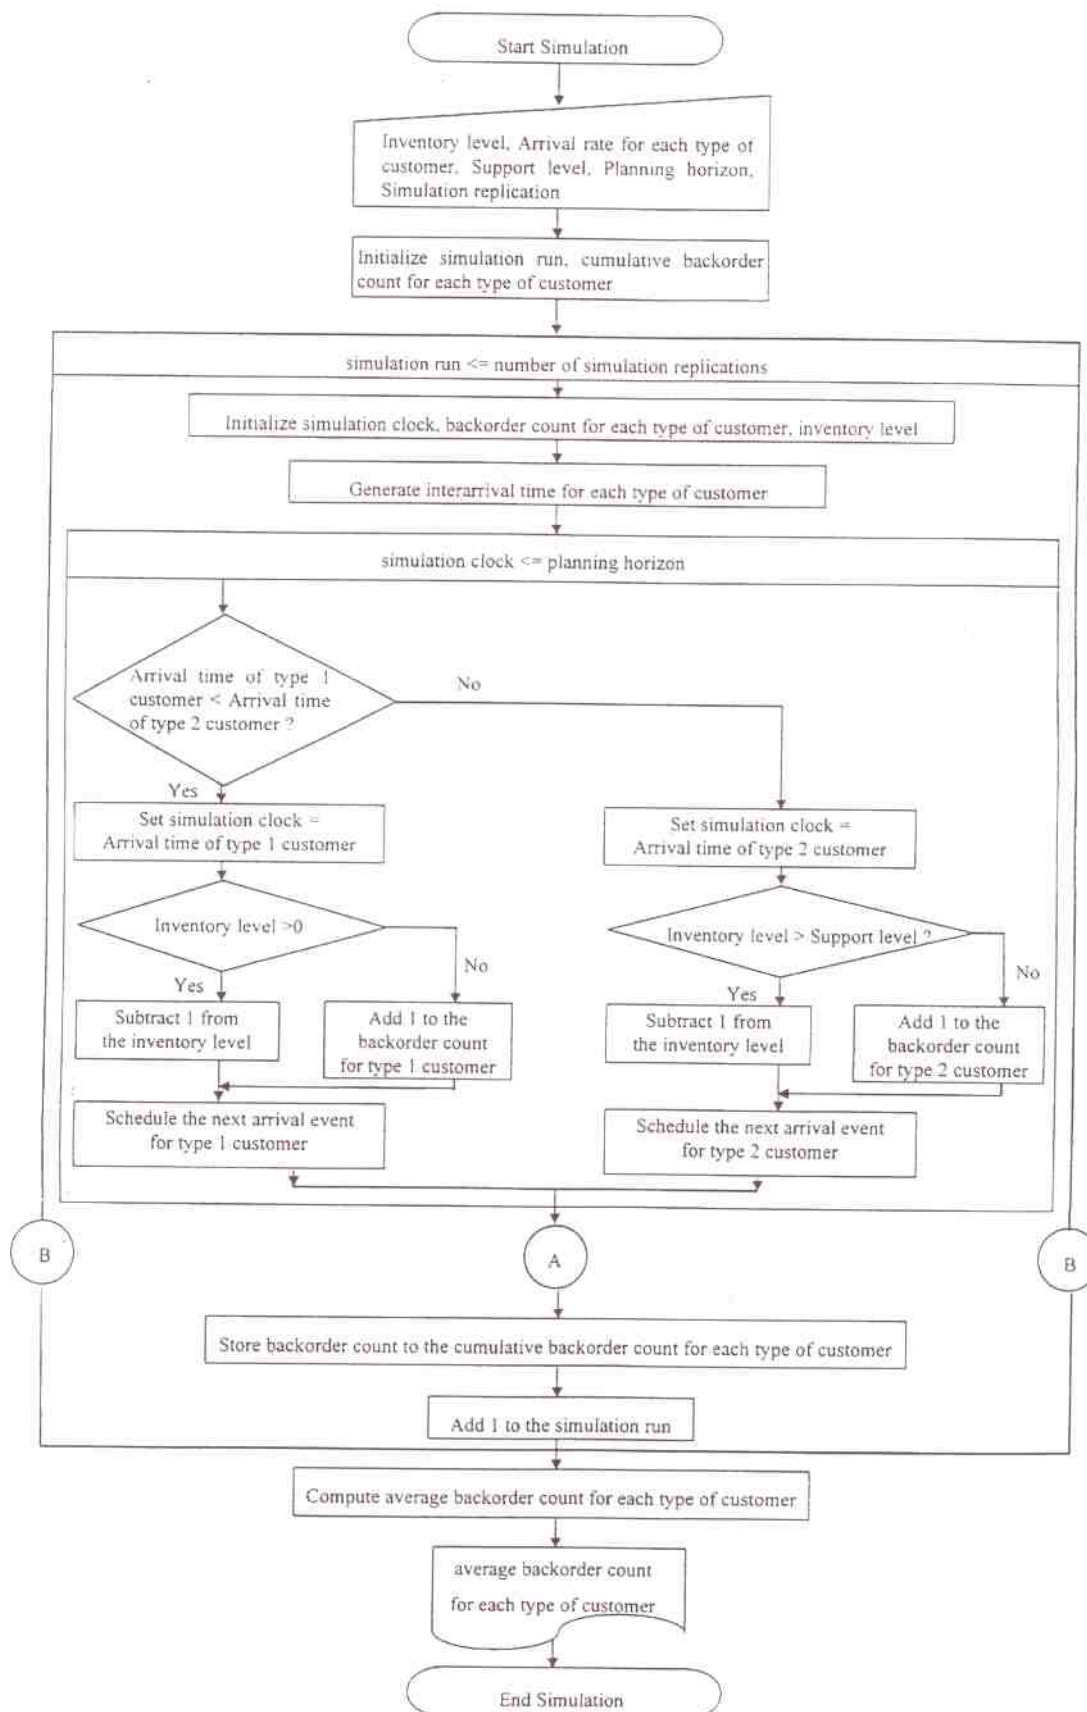 Start Simulation
Inventory level, Arrival rate for each type of
customer, Support level, Planning horizon,
Simulation replication
Initialize simulation run, cumulative backorder
count for each type of customer
simulation run <= number of simulation replications
Initialize simulation clock, backorder count for each type of customer, inventory level
Generate interarrival time for each type of customer
simulation clock <= planning horizon
Arrival time of type 1
customer < Arrival time
of type 2 customer ?
No
Yes
Set simulation clock =
Arrival time of type 1 customer
Set simulation clock =
Arrival time of type 2 customer
Inventory level >0
Inventory level > Support level ?
No
No
Yes
Yes
Subtract 1 from
the inventory level
Add 1 to the
backorder count
for type 1 customer
Subtract 1 from
the inventory level
Add 1 to the
backorder count
for type 2 customer
Schedule the next arrival event
for type 1 customer
Schedule the next arrival event
for type 2 customer
B
A
B
Store backorder count to the cumulative backorder count for each type of customer
Add 1 to the simulation run
Compute average backorder count for each type of customer
average backorder count
for each type of customer
End Simulation